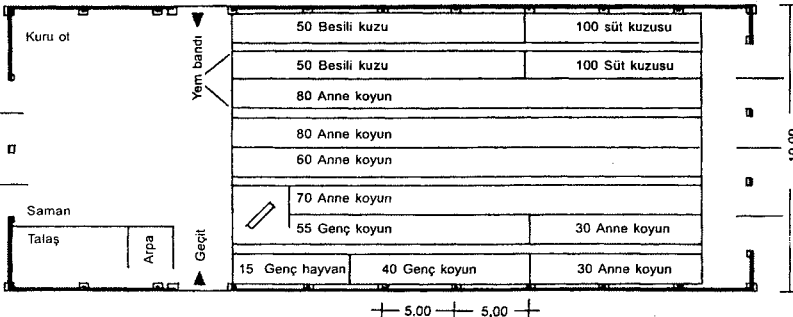 Kuru ot
Yem bandı
50 Besili kuzu
100 süt kuzusu
50 Besili kuzu
100 Süt kuzusu
80 Anne koyun
80 Anne koyun
60 Anne koyun
70 Anne koyun
Saman
Talaş
Arpa
Geçit
55 Genç koyun
30 Anne koyun
15 Genç hayvan
40 Genç koyun
30 Anne koyun
5.00
5.00